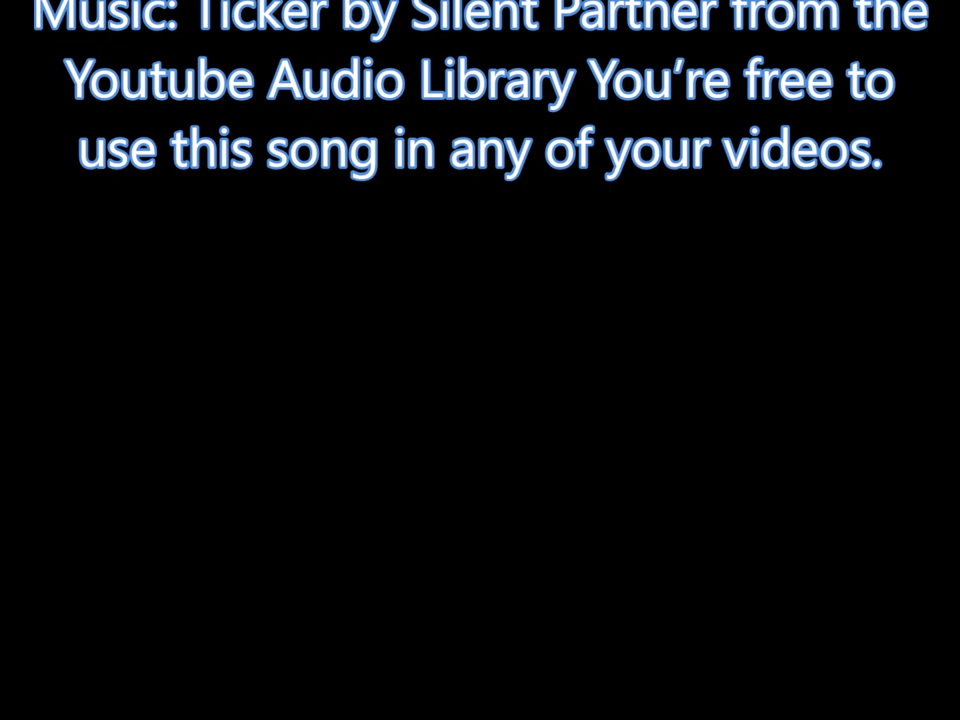 Music: Ticker by Silent Partner from the
Youtube Audio Library You’re free to
use this song in any of your videos.